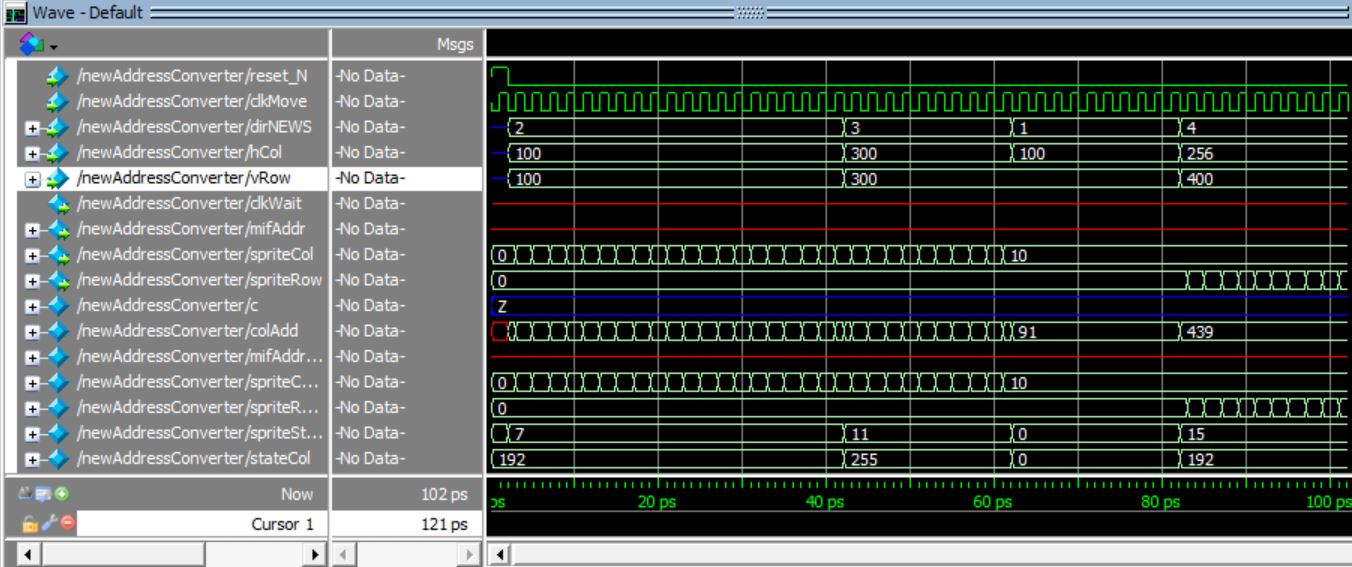 Wave - Default
Msgs
/newAddressConverter/reset_N -No Data-
/newAddressConverter/clkMove -No Data-
/newAddressConverter/dirNEWS -No Data- 2 3 1 4
/newAddressConverter/hCol -No Data- 100 300 100 256
/newAddressConverter/vRow -No Data- 100 300 400
/newAddressConverter/clkWait -No Data-
/newAddressConverter/mifAddr -No Data-
/newAddressConverter/spriteCol -No Data- 0 10
/newAddressConverter/spriteRow -No Data- 0
/newAddressConverter/c -No Data- Z
/newAddressConverter/colAdd -No Data- 91 439
/newAddressConverter/mifAddr... -No Data-
/newAddressConverter/spriteC... -No Data- 0 10
/newAddressConverter/spriteR... -No Data- 0
/newAddressConverter/spriteSt... -No Data- 7 11 0 15
/newAddressConverter/stateCol -No Data- 192 255 0 192
Now 102 ps ps 20 ps 40 ps 60 ps 80 ps 100 ps
Cursor 1 121 ps